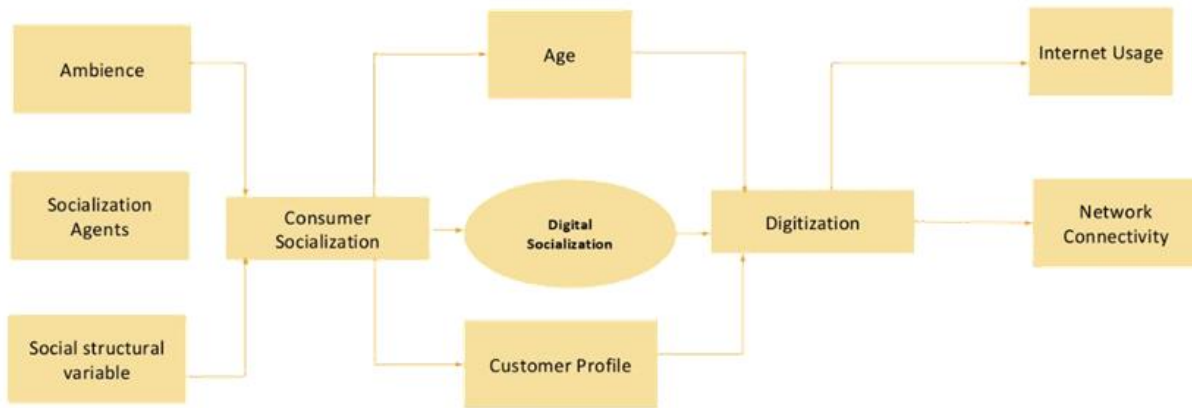 Ambience
Age
Internet Usage
Socialization
Agents
Consumer
Socialization
Digital
Socialization
Digitization
Network
Connectivity
Social structural
variable
Customer Profile